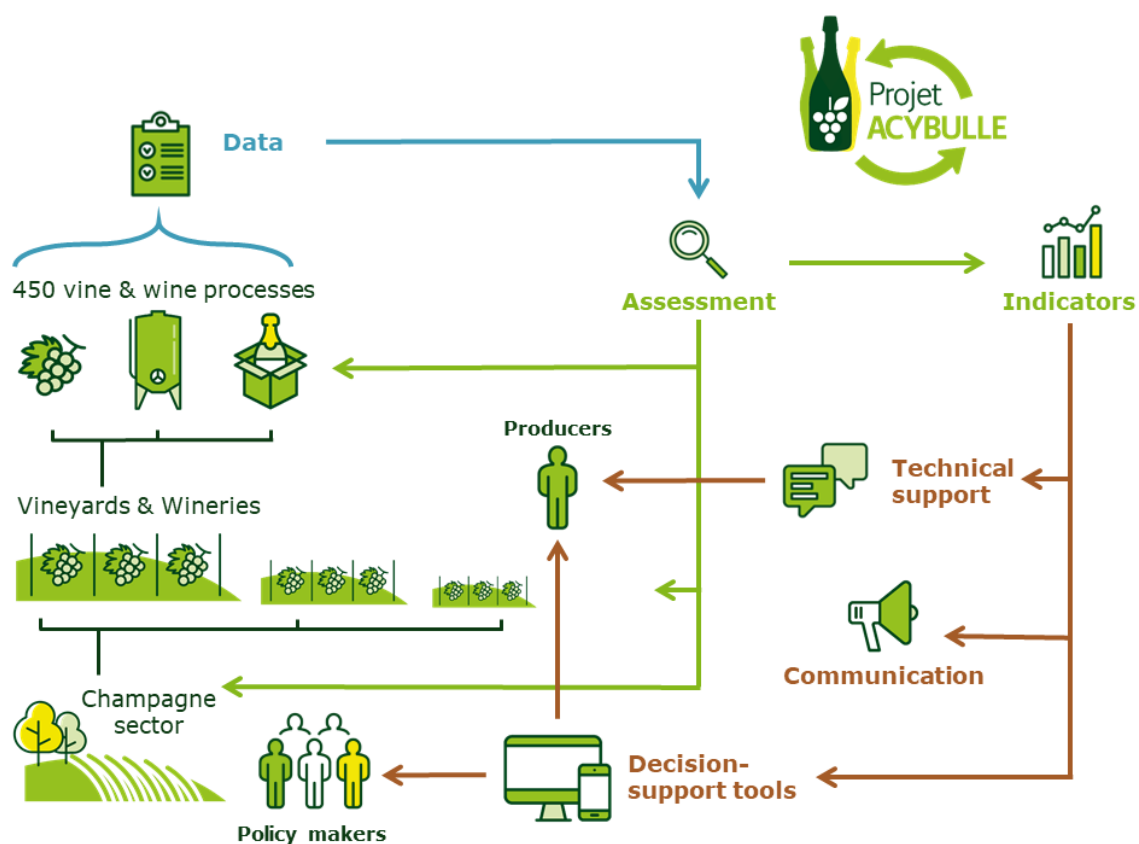 Projet
ACYBULLE
Data
450 vine & wine processes
Assessment
Indicators
Producers
Technical
support
Vineyards & Wineries
Communication
Champagne
sector
Decision-
support tools
Policy makers